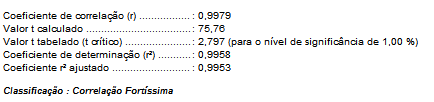 Coeficiente de correlação (r) ................. : 0,9979
Valor t calculado .................................... : 75,76
Valor t tabelado (t crítico) ...................... : 2,797 (para o nível de significância de 1,00 %)
Coeficiente de determinação (r²) ........... : 0,9958
Coeficiente r² ajustado .......................... : 0,9953
Classificação : Correlação Fortíssima